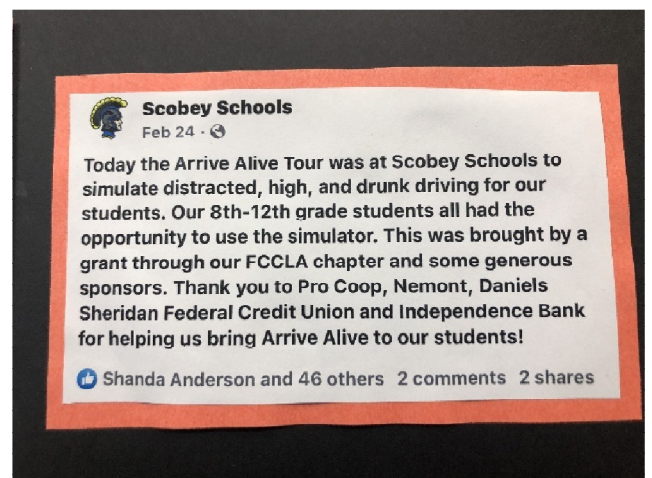 Scobey Schools
Feb 24 ·
Today the Arrive Alive Tour was at Scobey Schools to
simulate distracted, high, and drunk driving for our
students. Our 8th-12th grade students all had the
opportunity to use the simulator. This was brought by a
grant through our FCCLA chapter and some generous
sponsors. Thank you to Pro Coop, Nemont, Daniels
Sheridan Federal Credit Union and Independence Bank
for helping us bring Arrive Alive to our students!
Shanda Anderson and 46 others 2 comments 2 shares